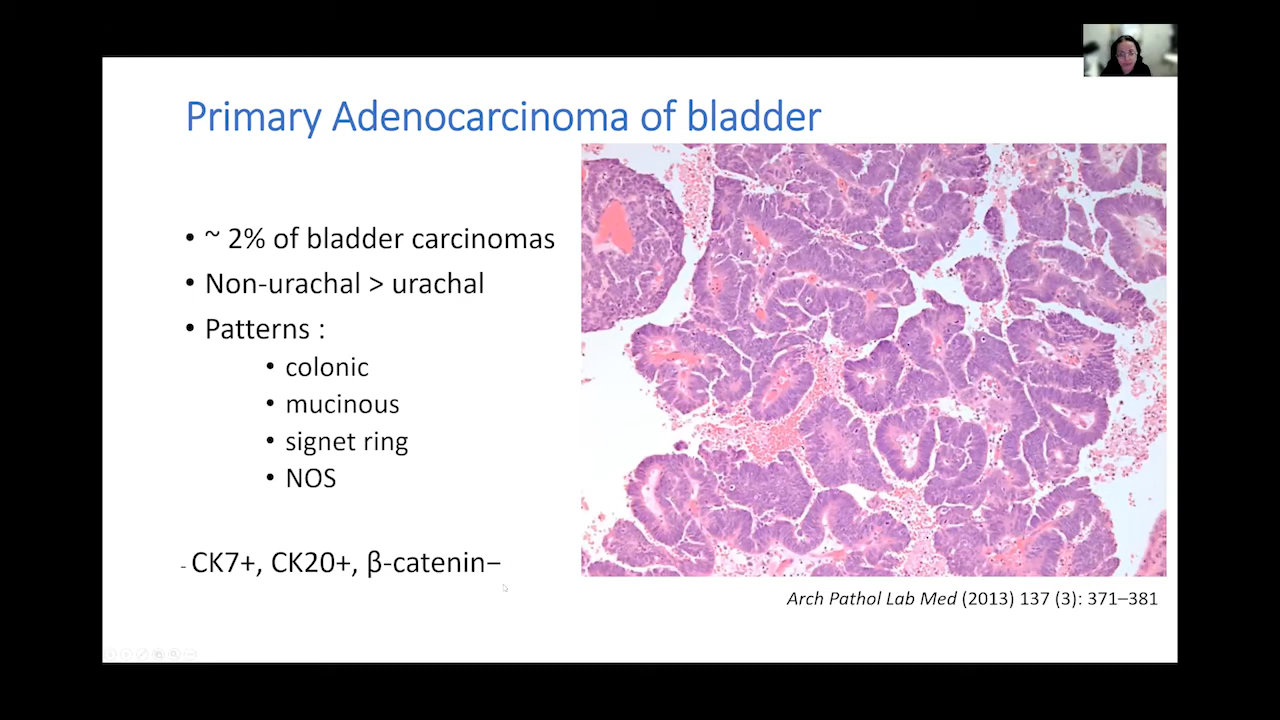 Primary Adenocarcinoma of bladder
• ~ 2% of bladder carcinomas
• Non-urachal > urachal
• Patterns :
• colonic
• mucinous
• signet ring
• NOS
- CK7+, CK20+, β-catenin−
Arch Pathol Lab Med (2013) 137 (3): 371–381